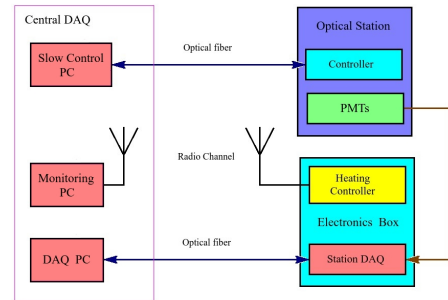 Central DAQ
Optical Station
Slow Control
PC
Optical fiber
Controller
PMTs
Monitoring
PC
Radio Channel
Heating
Controller
Electronics Box
DAQ PC
Optical fiber
Station DAQ